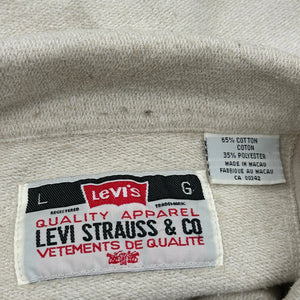 L
LEVI'S
G
REGISTERED
TRADEMARK
QUALITY APPAREL
LEVI STRAUSS & CO
VETEMENTS DE QUALITÉ
65% COTTON
COTON
35% POLYESTER
MADE IN MACAU
FABRIQUE AU MACAU
CA 00342